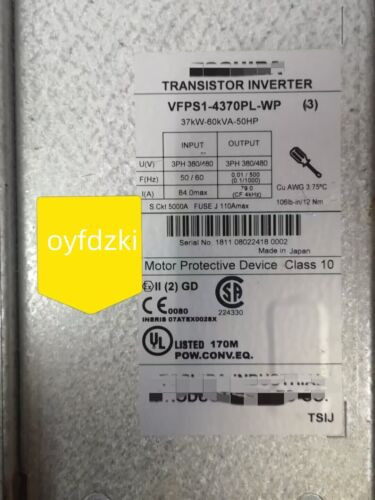 TRANSISTOR INVERTER
VFPS1-4370PL-WP (3)
37kW-60kVA-50HP
INPUT OUTPUT
U(V) 3PH 380/480 3PH 380/480
F(Hz) 50 / 60 0.01 / 500 (0.1/1000)
I(A) 84.0max 79.0 (CF 4kHz)
Cu AWG 3,75°C
106lb-in/12 Nm
S.Ckt 5000A FUSE J 110Amax
Serial No. 1811 08022418 0002
Made in Japan
oyfdzki
Motor Protective Device Class 10
Ex II (2) GD
CE 0080
INERIS 07ATEX0028X
SA
224330
UL LISTED 170M
POW.CONV.EQ.
TSIJ